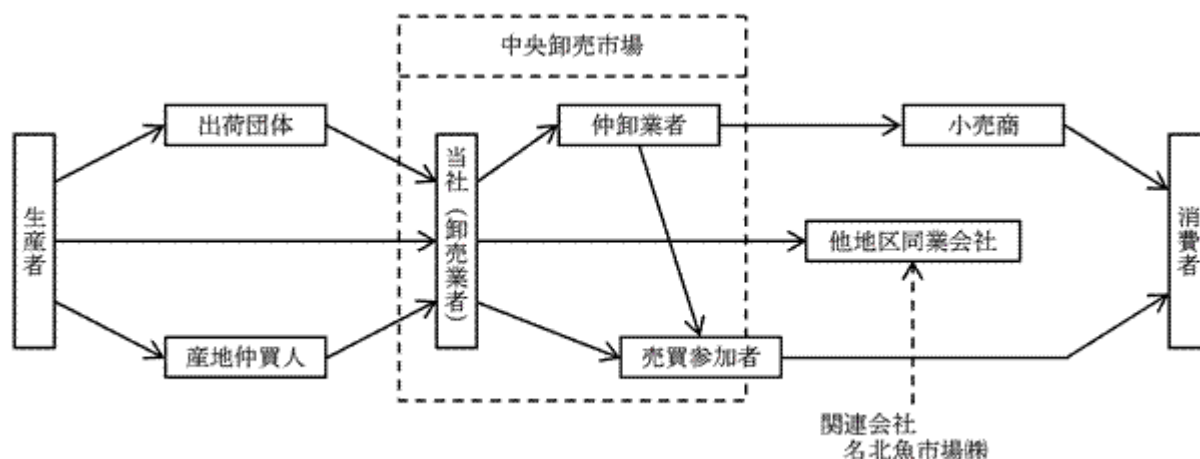 中央卸売市場
出荷団体
仲卸業者
小売商
生産者
当社(卸売業者)
消費者
他地区同業会社
産地仲買人
売買参加者
関連会社
名北魚市場㈱